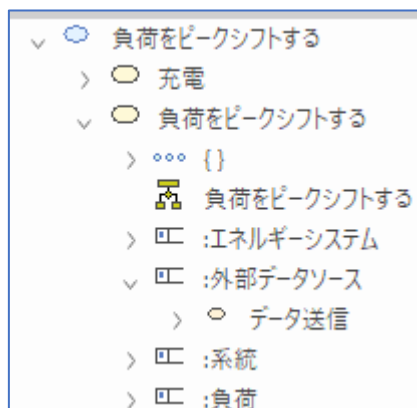 負荷をピークシフトする
充電
負荷をピークシフトする
{}
負荷をピークシフトする
:エネルギーシステム
:外部データソース
データ送信
:系統
:負荷